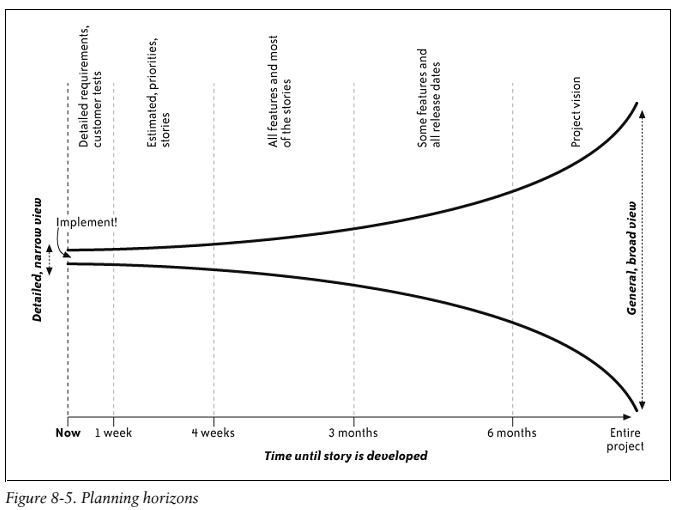 Detailed requirements,
customer tests
Estimated, priorities,
stories
All features and most
of the stories
Some features and
all release dates
Project vision
Detailed, narrow view
Implement!
General, broad view
Now
1 week
4 weeks
3 months
6 months
Entire
project
Time until story is developed
Figure 8-5. Planning horizons